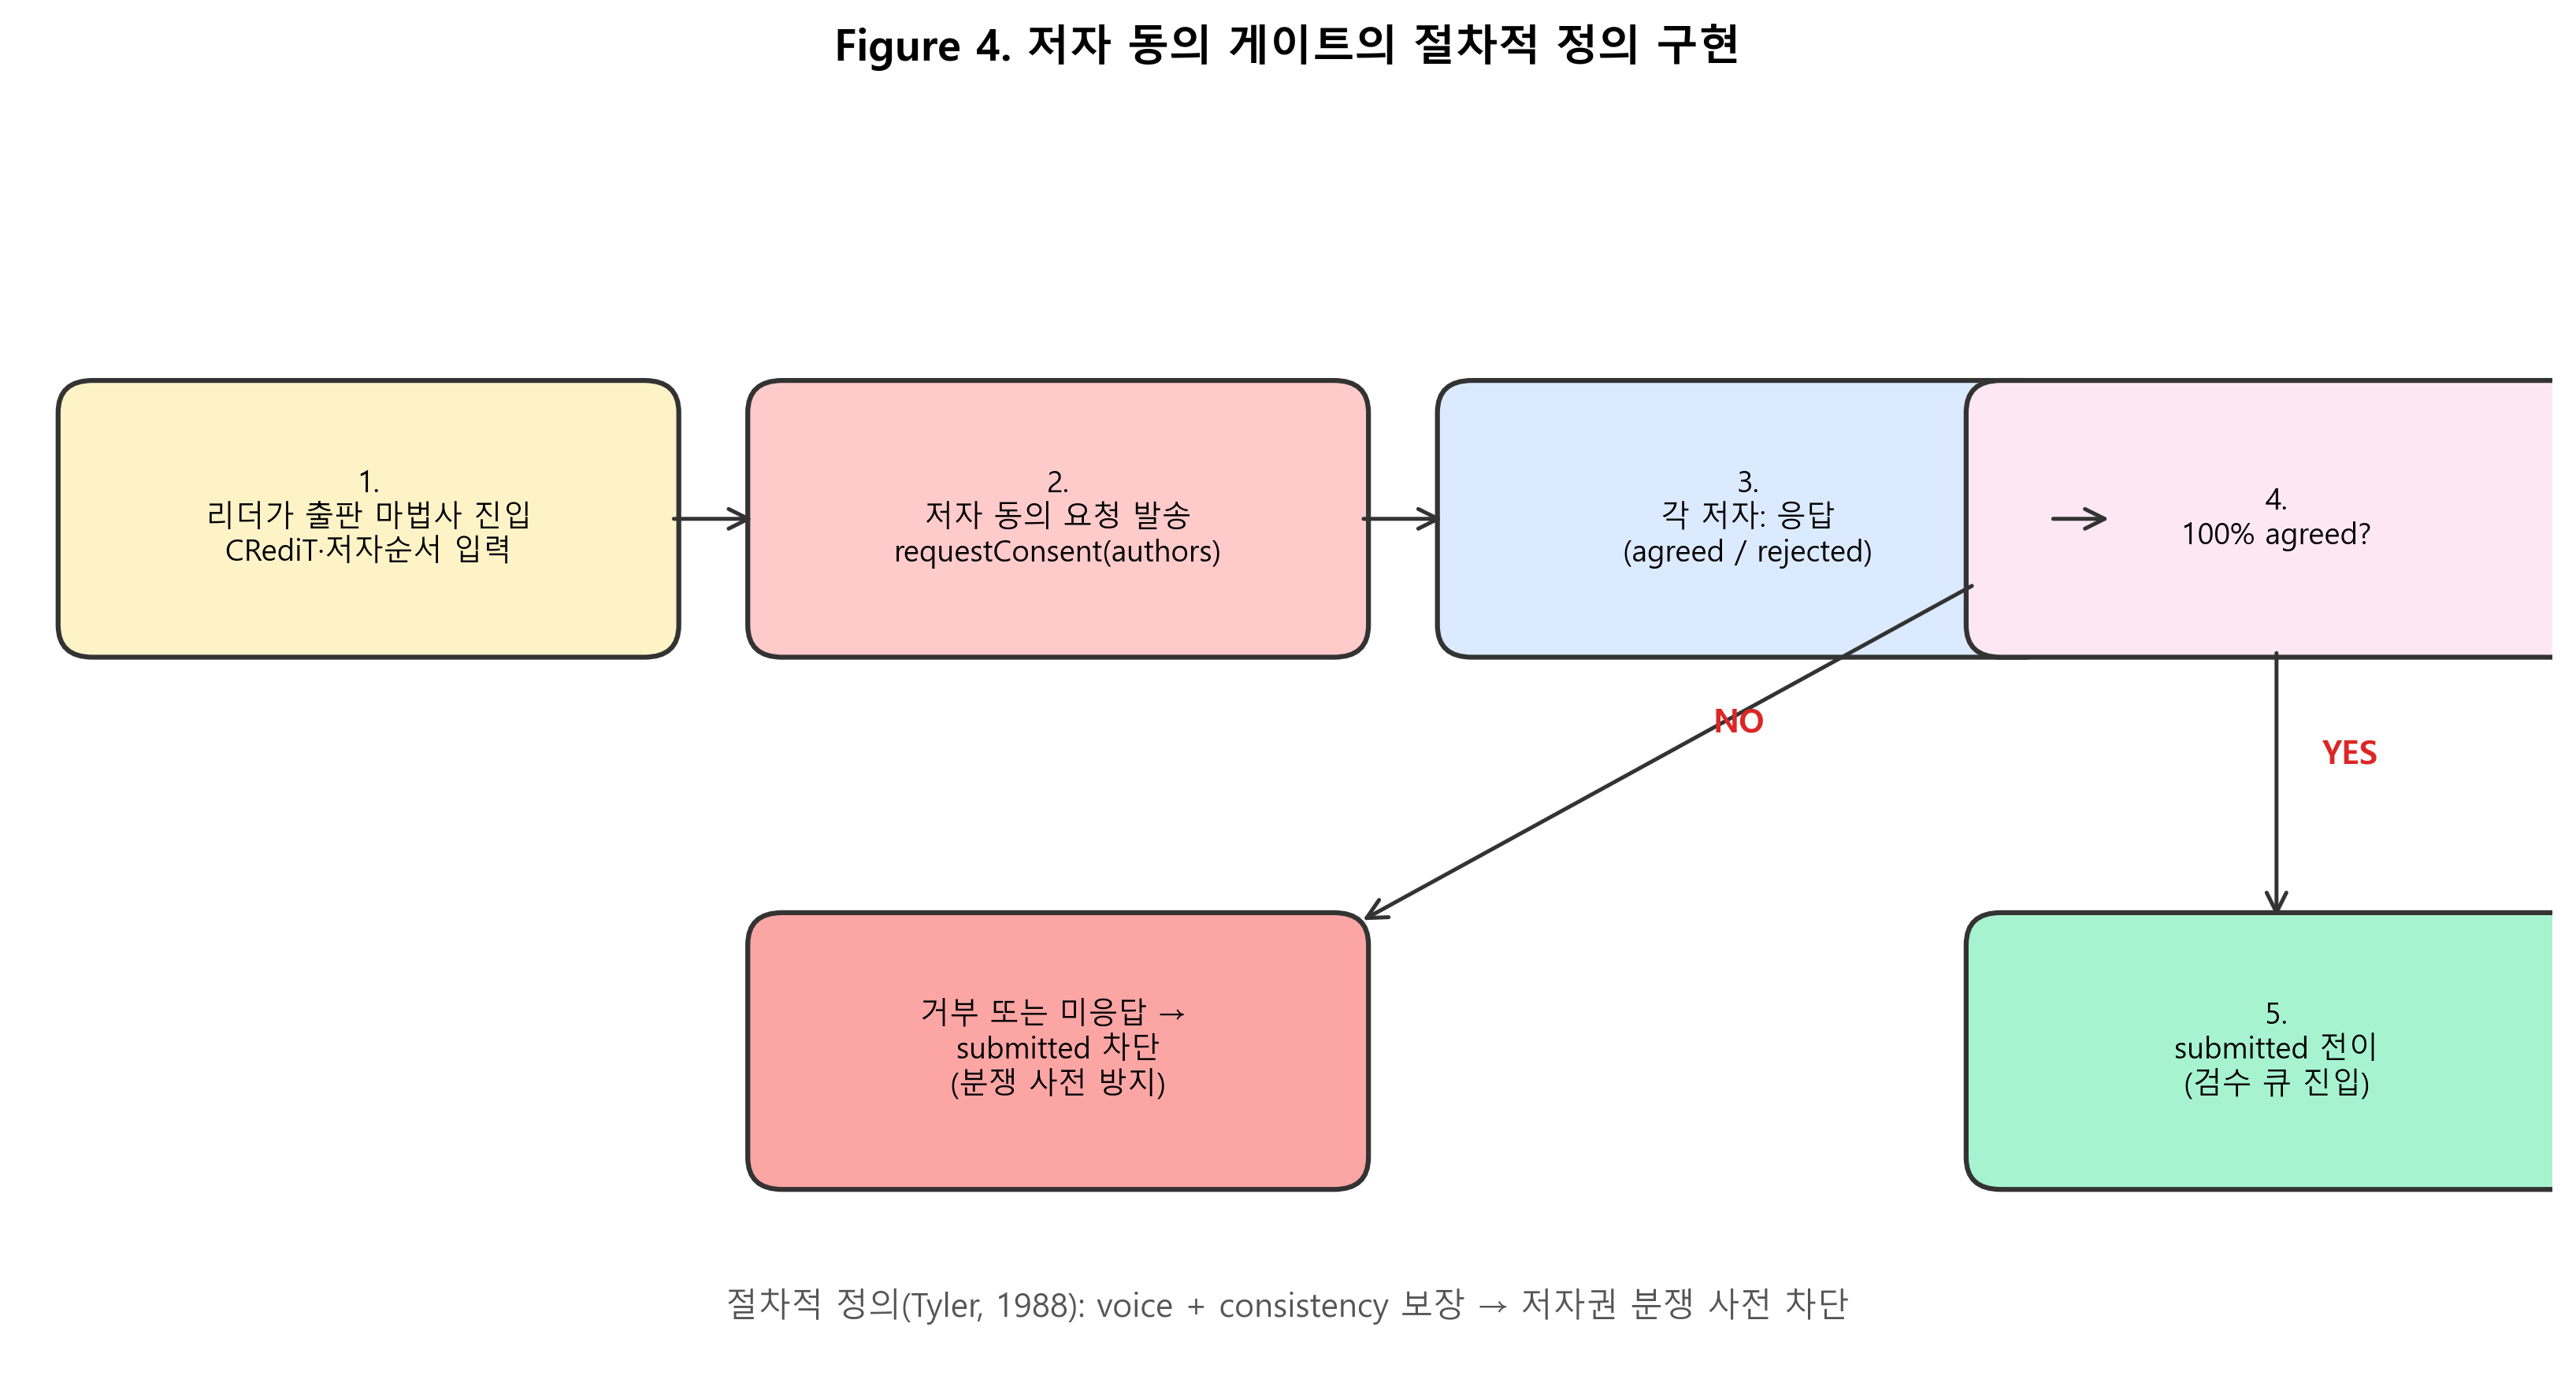 Figure 4. 저자 동의 게이트의 절차적 정의 구현
1.
리더가 출판 마법사 진입
CRediT·저자순서 입력
2.
저자 동의 요청 발송
requestConsent(authors)
3.
각 저자: 응답
(agreed / rejected)
4.
100% agreed?
NO
YES
거부 또는 미응답 →
submitted 차단
(분쟁 사전 방지)
5.
submitted 전이
(검수 큐 진입)
절차적 정의(Tyler, 1988): voice + consistency 보장 → 저자권 분쟁 사전 차단